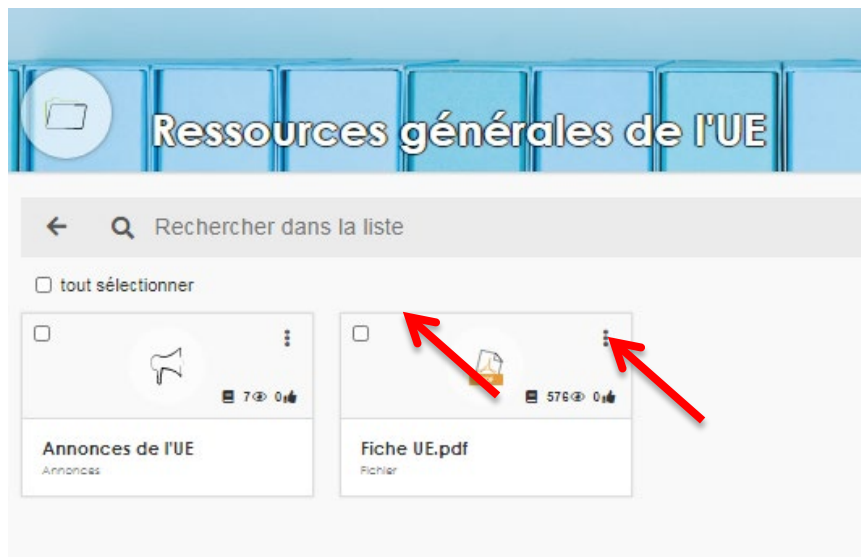 Ressources générales de l'UE
Rechercher dans la liste
tout sélectionner
7 0
576 0
Annonces de l'UE
Annonces
Fiche UE.pdf
Fichier